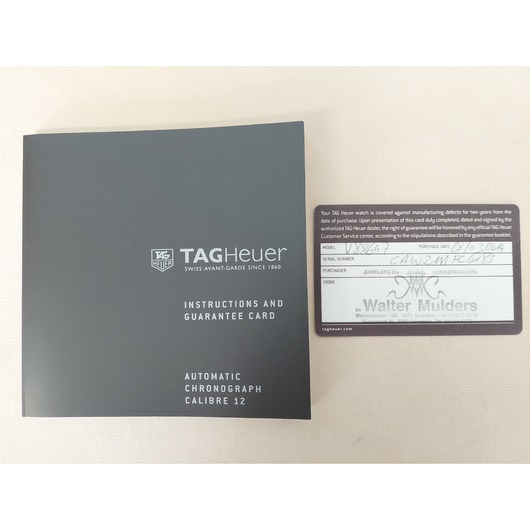 TAG
HEUER
TAGHeuer
SWISS AVANT-GARDE SINCE 1860
INSTRUCTIONS AND
GUARANTEE CARD
AUTOMATIC
CHRONOGRAPH
CALIBRE 12
Your TAG Heuer watch is covered against manufacturing defects for two years from the
date of purchase. Upon presentation of this card duly completed, dated and signed by the
authorized TAG Heuer dealer, the right of guarantee will be honored by any official TAG Heuer
Customer Service center, according to the stipulations described in the guarantee booklet.
MODEL PURCHASE DATE
SERIAL NUMBER
PURCHASER JUWELIERS
STORE
Walter Mulders
tagheuer.com